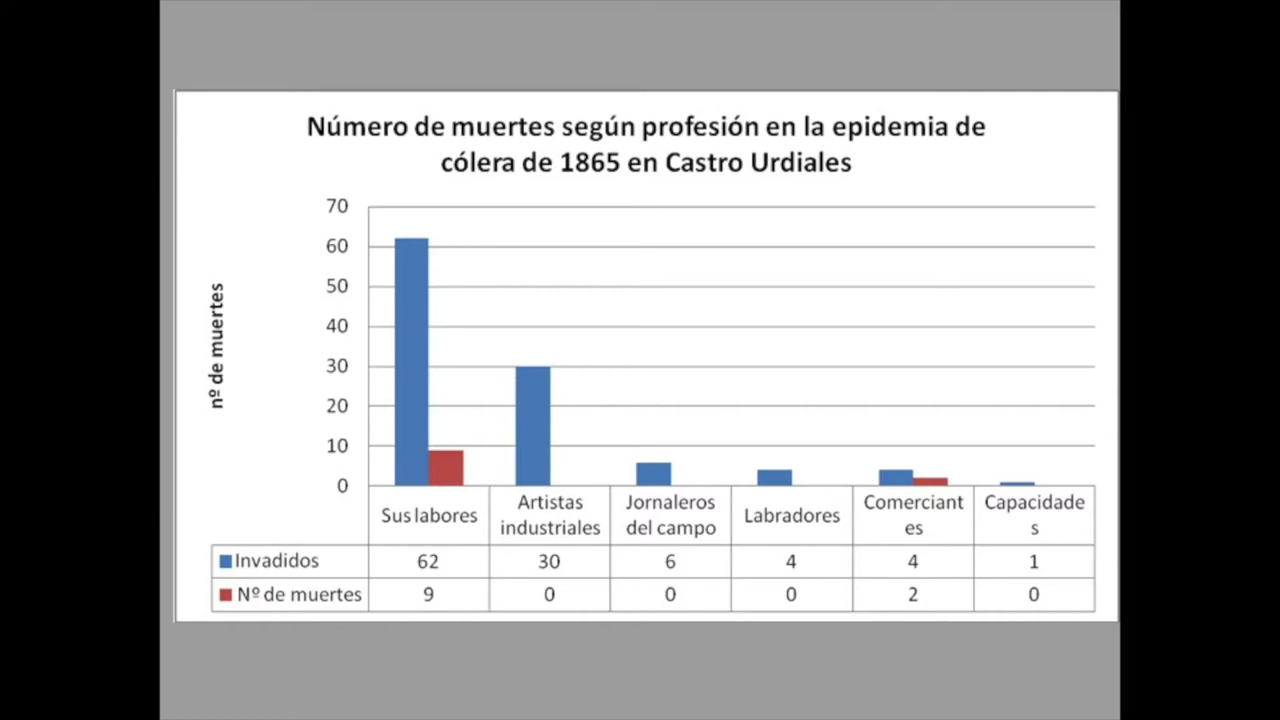 Número de muertes según profesión en la epidemia de
cólera de 1865 en Castro Urdiales
nº de muertes
70
60
50
40
30
20
10
0
Sus labores
Artistas
industriales
Jornaleros
del campo
Labradores
Comerciant
es
Capacidade
s
Invadidos 62 30 6 4 4 1
Nº de muertes 9 0 0 0 2 0